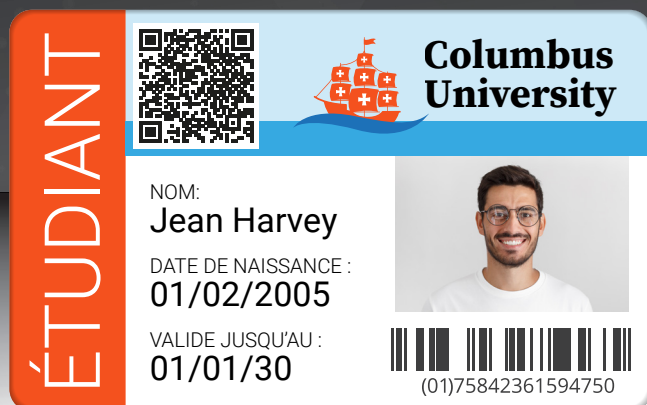 ÉTUDIANT
Columbus
University
NOM:
Jean Harvey
DATE DE NAISSANCE :
01/02/2005
VALIDE JUSQU'AU :
01/01/30
(01)75842361594750